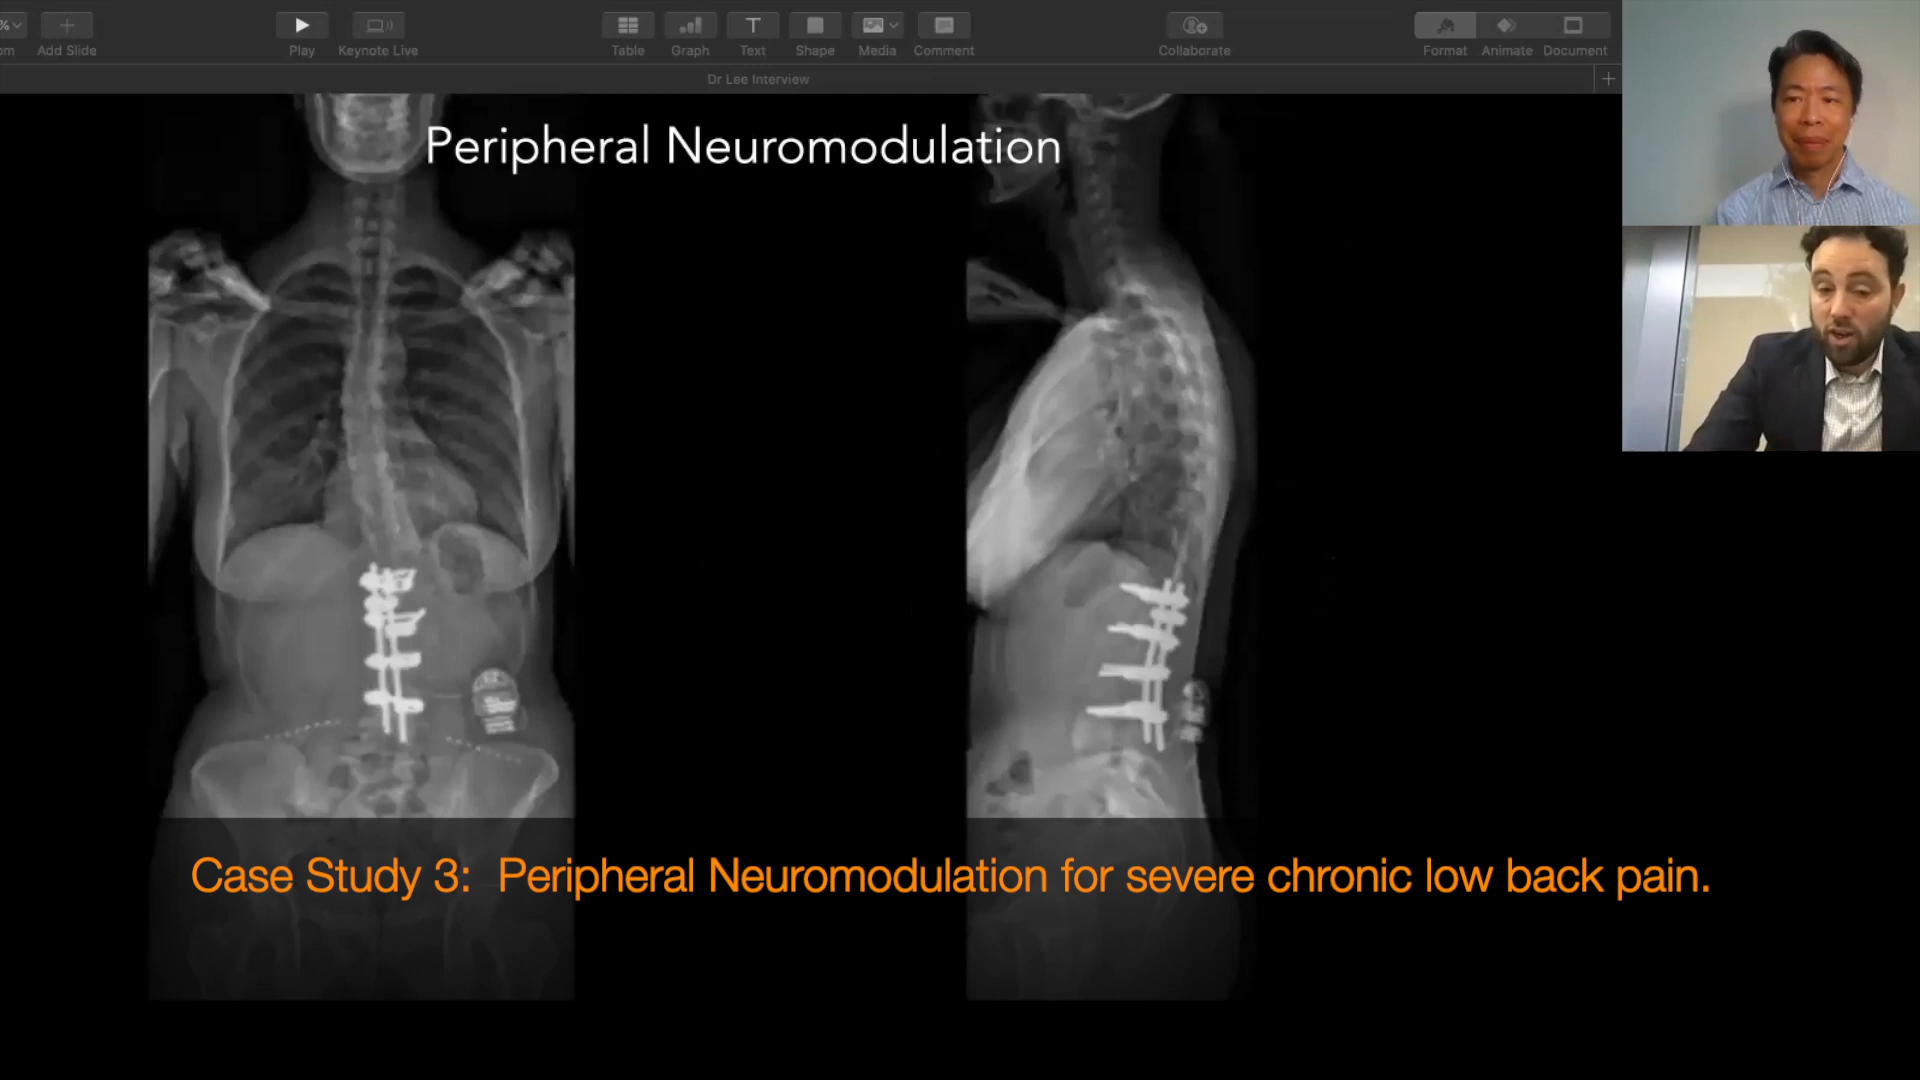 Add Slide
Play
Keynote Live
Table
Graph
Text
Shape
Media
Comment
Collaborate
Format
Animate
Document
Dr Lee Interview
Peripheral Neuromodulation
Case Study 3: Peripheral Neuromodulation for severe chronic low back pain.